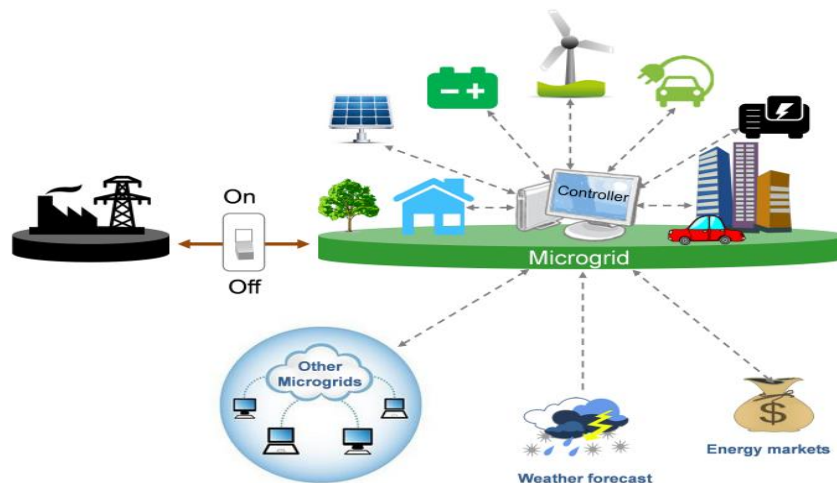 On
Off
Controller
Microgrid
Other
Microgrids
Weather forecast
$
Energy markets